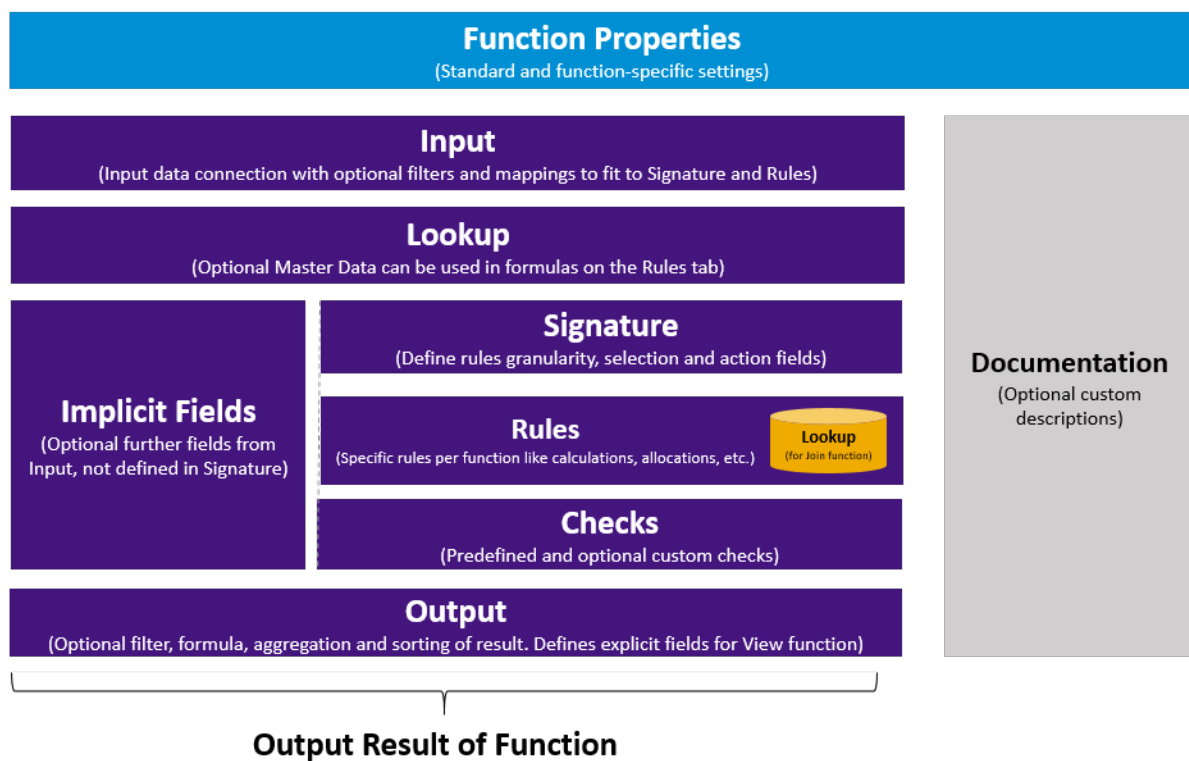 Function Properties
(Standard and function-specific settings)
Input
(Input data connection with optional filters and mappings to fit to Signature and Rules)
Lookup
(Optional Master Data can be used in formulas on the Rules tab)
Implicit Fields
(Optional further fields from
Input, not defined in Signature)
Signature
(Define rules granularity, selection and action fields)
Rules
(Specific rules per function like calculations, allocations, etc.)
Lookup
(for Join function)
Checks
(Predefined and optional custom checks)
Documentation
(Optional custom
descriptions)
Output
(Optional filter, formula, aggregation and sorting of result. Defines explicit fields for View function)
Output Result of Function